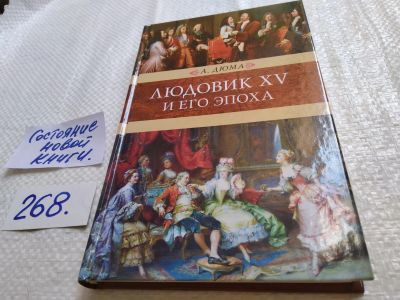 А. ДЮМА
ЛЮДОВИК XV
И ЕГО ЭПОХА
Состояние
новой
книги.
268.